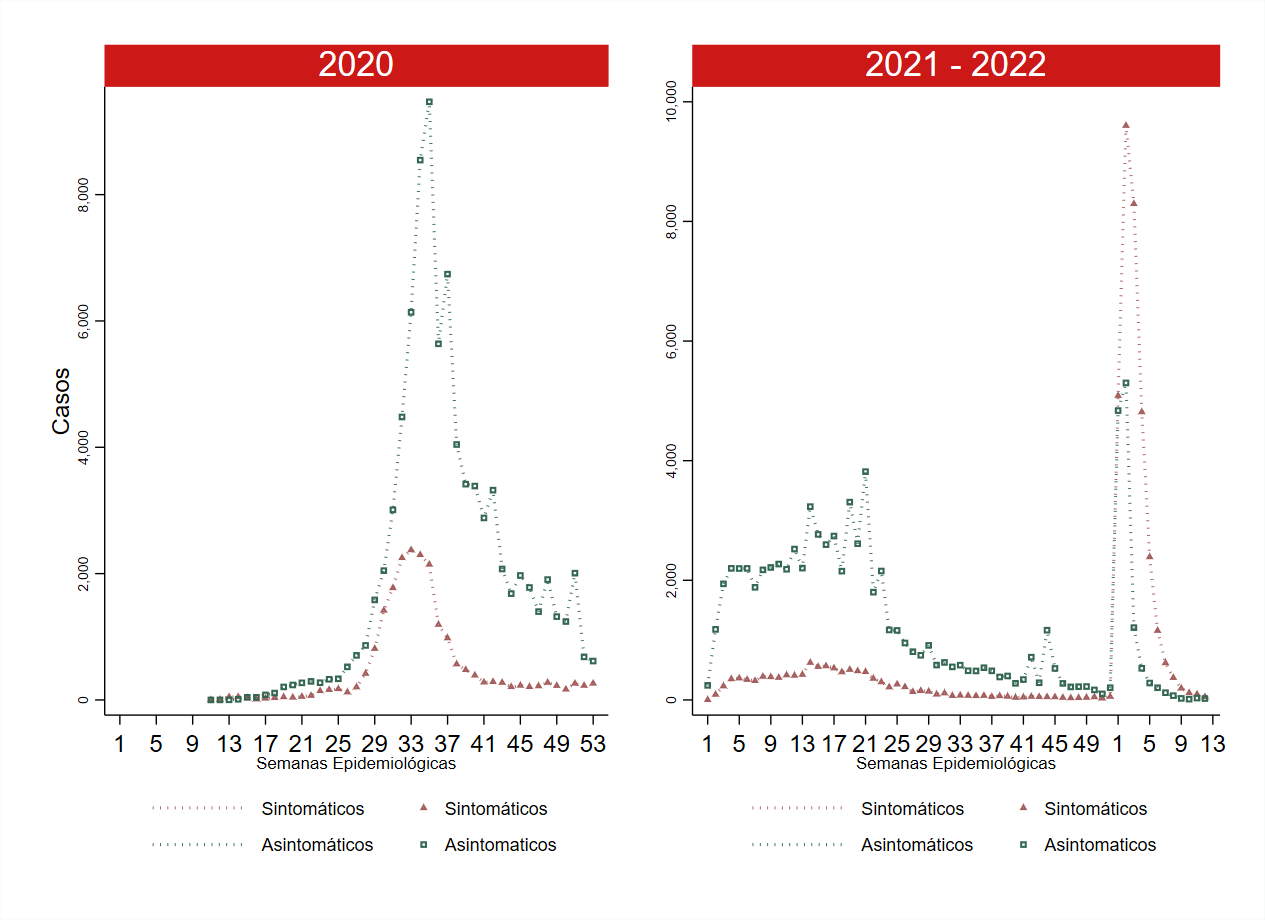 2020
2021 - 2022
Casos
0
2,000
4,000
6,000
8,000
1 5 9 13 17 21 25 29 33 37 41 45 49 53
Semanas Epidemiológicas
Sintomáticos Sintomáticos
Asintomáticos Asintomaticos
0
2,000
4,000
6,000
8,000
10,000
1 5 9 13 17 21 25 29 33 37 41 45 49 1 5 9 13
Semanas Epidemiológicas
Sintomáticos Sintomáticos
Asintomáticos Asintomaticos